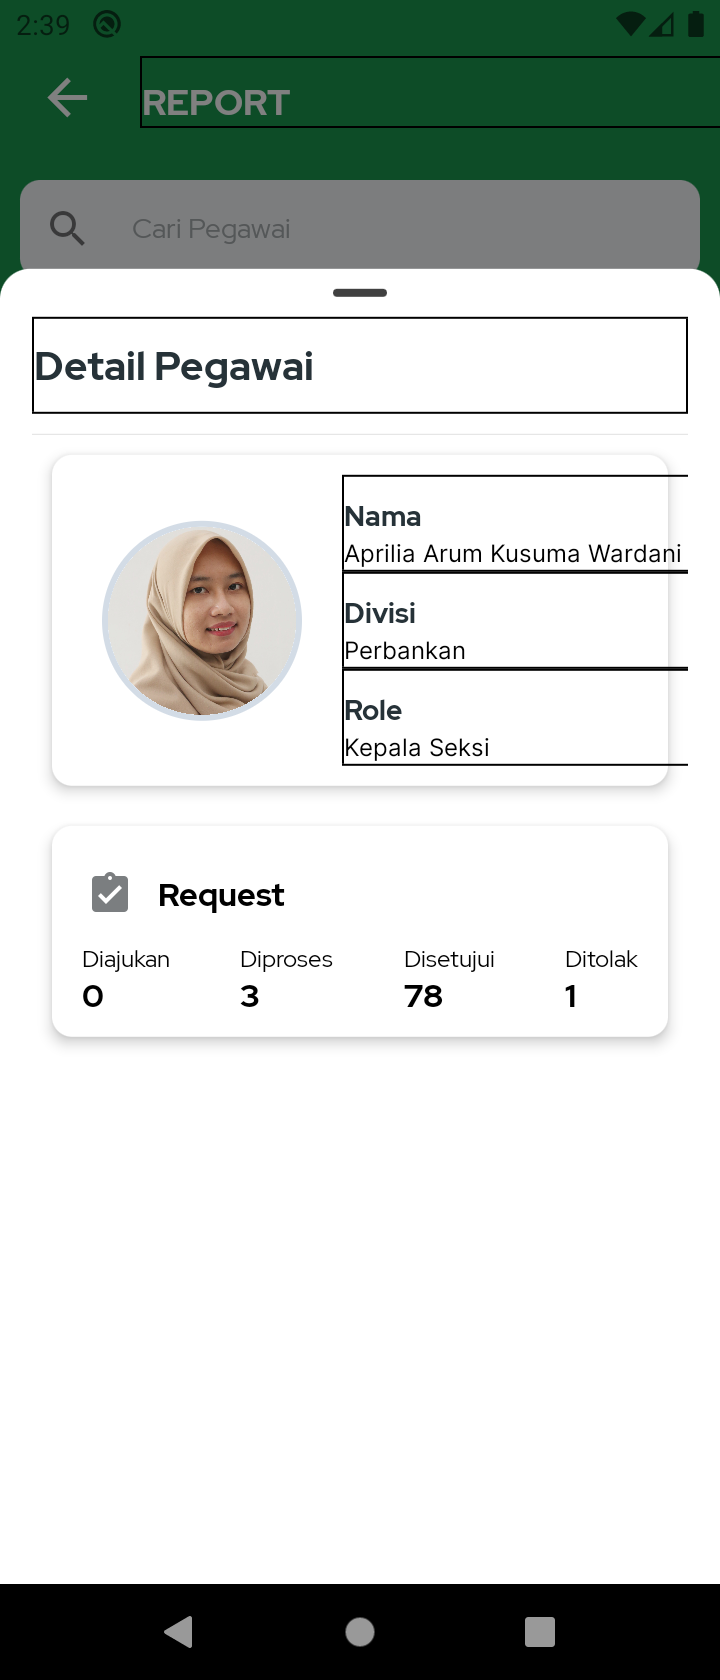 2:39
REPORT
Cari Pegawai
Detail Pegawai
Nama
Aprilia Arum Kusuma Wardani
Divisi
Perbankan
Role
Kepala Seksi
Request
Diajukan Diproses Disetujui Ditolak
0 3 78 1